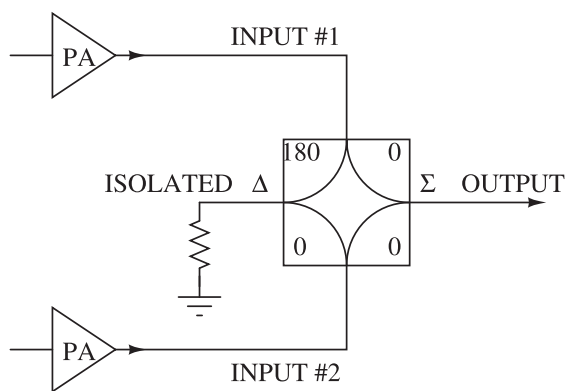 INPUT #1
PA
180 0
ISOLATED Δ Σ OUTPUT
0 0
PA
INPUT #2